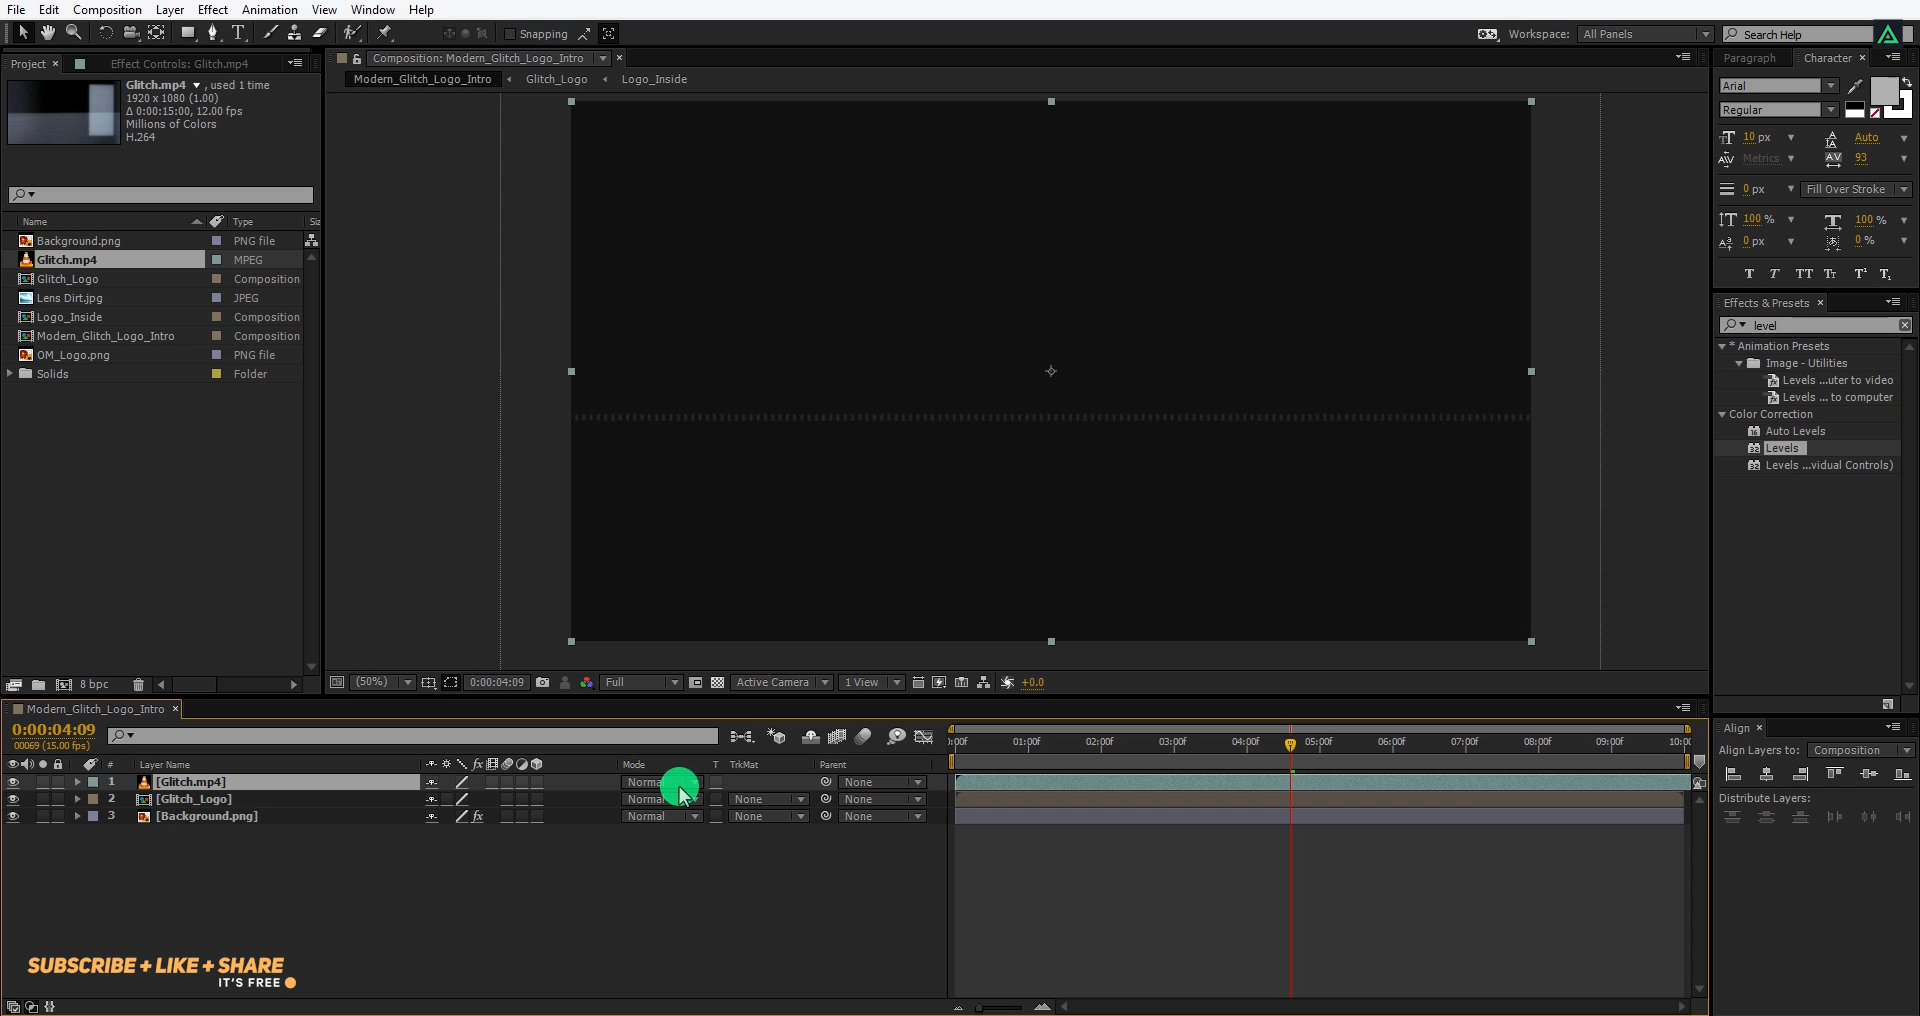 File Edit Composition Layer Effect Animation View Window Help
Snapping
Workspace: All Panels
Search Help
Project
Effect Controls: Glitch.mp4
Composition: Modern_Glitch_Logo_Intro
Paragraph Character
Modern_Glitch_Logo_Intro Glitch_Logo Logo_Inside
Glitch.mp4 , used 1 time
1920 x 1080 (1.00)
Δ 0:00:15:00, 12.00 fps
Millions of Colors
H.264
Arial
Regular
10 px Auto
Metrics 93
0 px Fill Over Stroke
100 % 100 %
0 px 0 %
T T TT Tт T¹ T₁
Name Type
Background.png PNG file
Glitch.mp4 MPEG
Glitch_Logo Composition
Lens Dirt.jpg JPEG
Logo_Inside Composition
Modern_Glitch_Logo_Intro Composition
OM_Logo.png PNG file
Solids Folder
8 bpc
Effects & Presets
level
* Animation Presets
Image - Utilities
Levels ...uter to video
Levels ... to computer
Color Correction
Auto Levels
Levels
Levels ...vidual Controls)
(50%) 0:00:04:09 Full Active Camera 1 View +0.0
Modern_Glitch_Logo_Intro
0:00:04:09
00069 (15.00 fps)
:00f 01:00f 02:00f 03:00f 04:00f 05:00f 06:00f 07:00f 08:00f 09:00f 10:00
# Layer Name Mode T TrkMat Parent
1 [Glitch.mp4] Norma None
2 [Glitch_Logo] Norma None None
3 [Background.png] fx Normal None None
Align
Align Layers to: Composition
Distribute Layers:
SUBSCRIBE + LIKE + SHARE
IT'S FREE